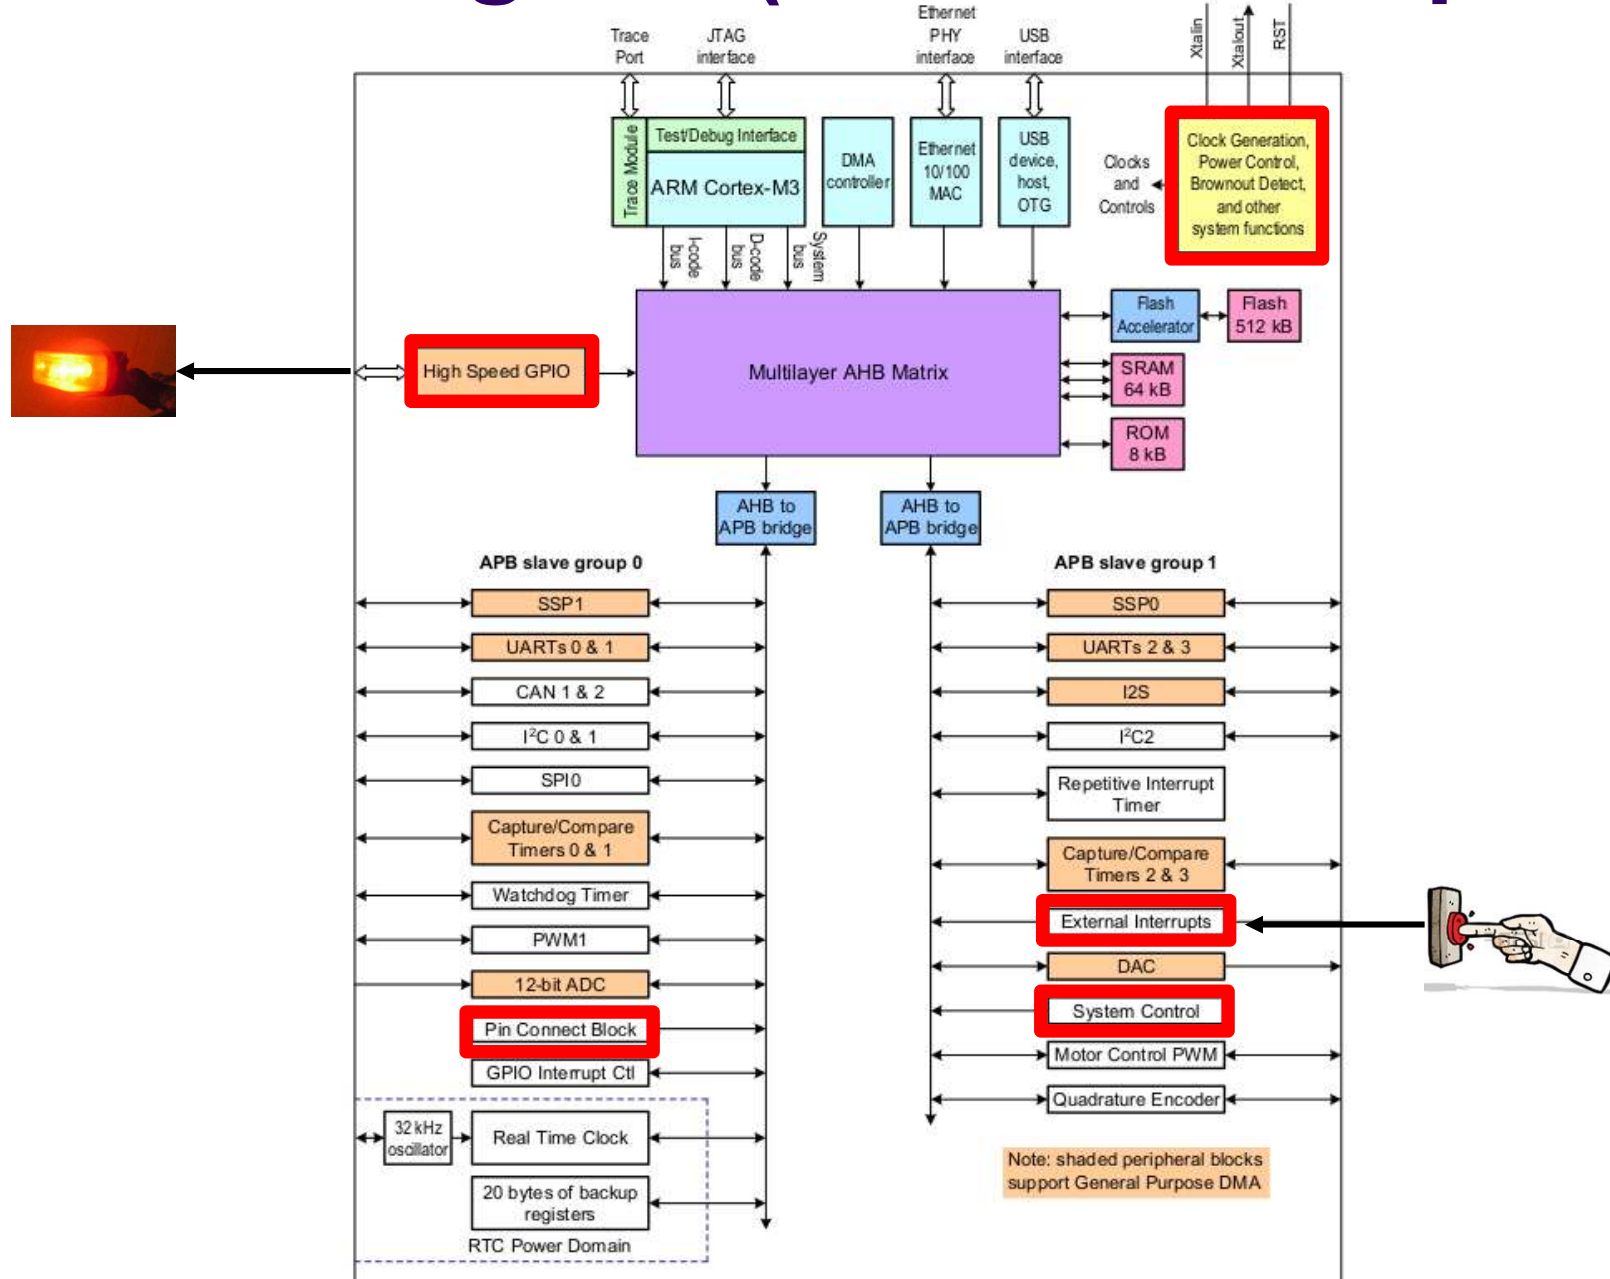 Trace
Port
JTAG
interface
Ethernet
PHY
interface
USB
interface
Xtalin
Xtalout
RST
Trace Module
Test/Debug Interface
ARM Cortex-M3
DMA
controller
Ethernet
10/100
MAC
USB
device,
host,
OTG
Clocks
and
Controls
Clock Generation,
Power Control,
Brownout Detect,
and other
system functions
I-code
bus
D-code
bus
System
bus
Flash
Accelerator
Flash
512 kB
High Speed GPIO
Multilayer AHB Matrix
SRAM
64 kB
ROM
8 kB
AHB to
APB bridge
AHB to
APB bridge
APB slave group 0
SSP1
UARTs 0 & 1
CAN 1 & 2
I²C 0 & 1
SPI0
Capture/Compare
Timers 0 & 1
Watchdog Timer
PWM1
12-bit ADC
Pin Connect Block
GPIO Interrupt Ctl
32 kHz
oscillator
Real Time Clock
20 bytes of backup
registers
RTC Power Domain
APB slave group 1
SSP0
UARTs 2 & 3
I2S
I²C2
Repetitive Interrupt
Timer
Capture/Compare
Timers 2 & 3
External Interrupts
DAC
System Control
Motor Control PWM
Quadrature Encoder
Note: shaded peripheral blocks
support General Purpose DMA